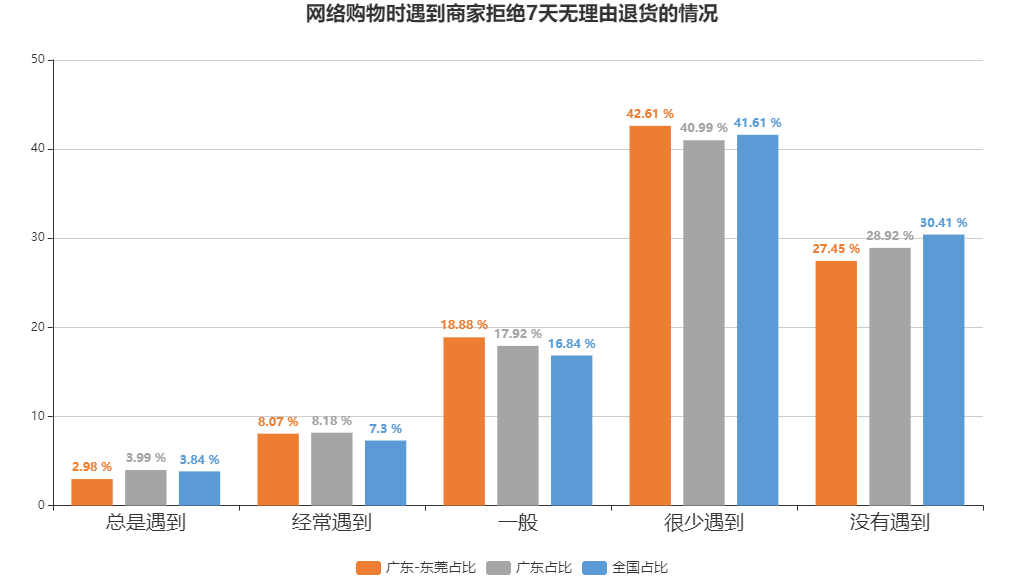 网络购物时遇到商家拒绝7天无理由退货的情况
50
40
30
20
10
0
2.98 %
3.99 %
3.84 %
8.07 %
8.18 %
7.3 %
18.88 %
17.92 %
16.84 %
42.61 %
40.99 %
41.61 %
27.45 %
28.92 %
30.41 %
总是遇到
经常遇到
一般
很少遇到
没有遇到
广东-东莞占比
广东占比
全国占比